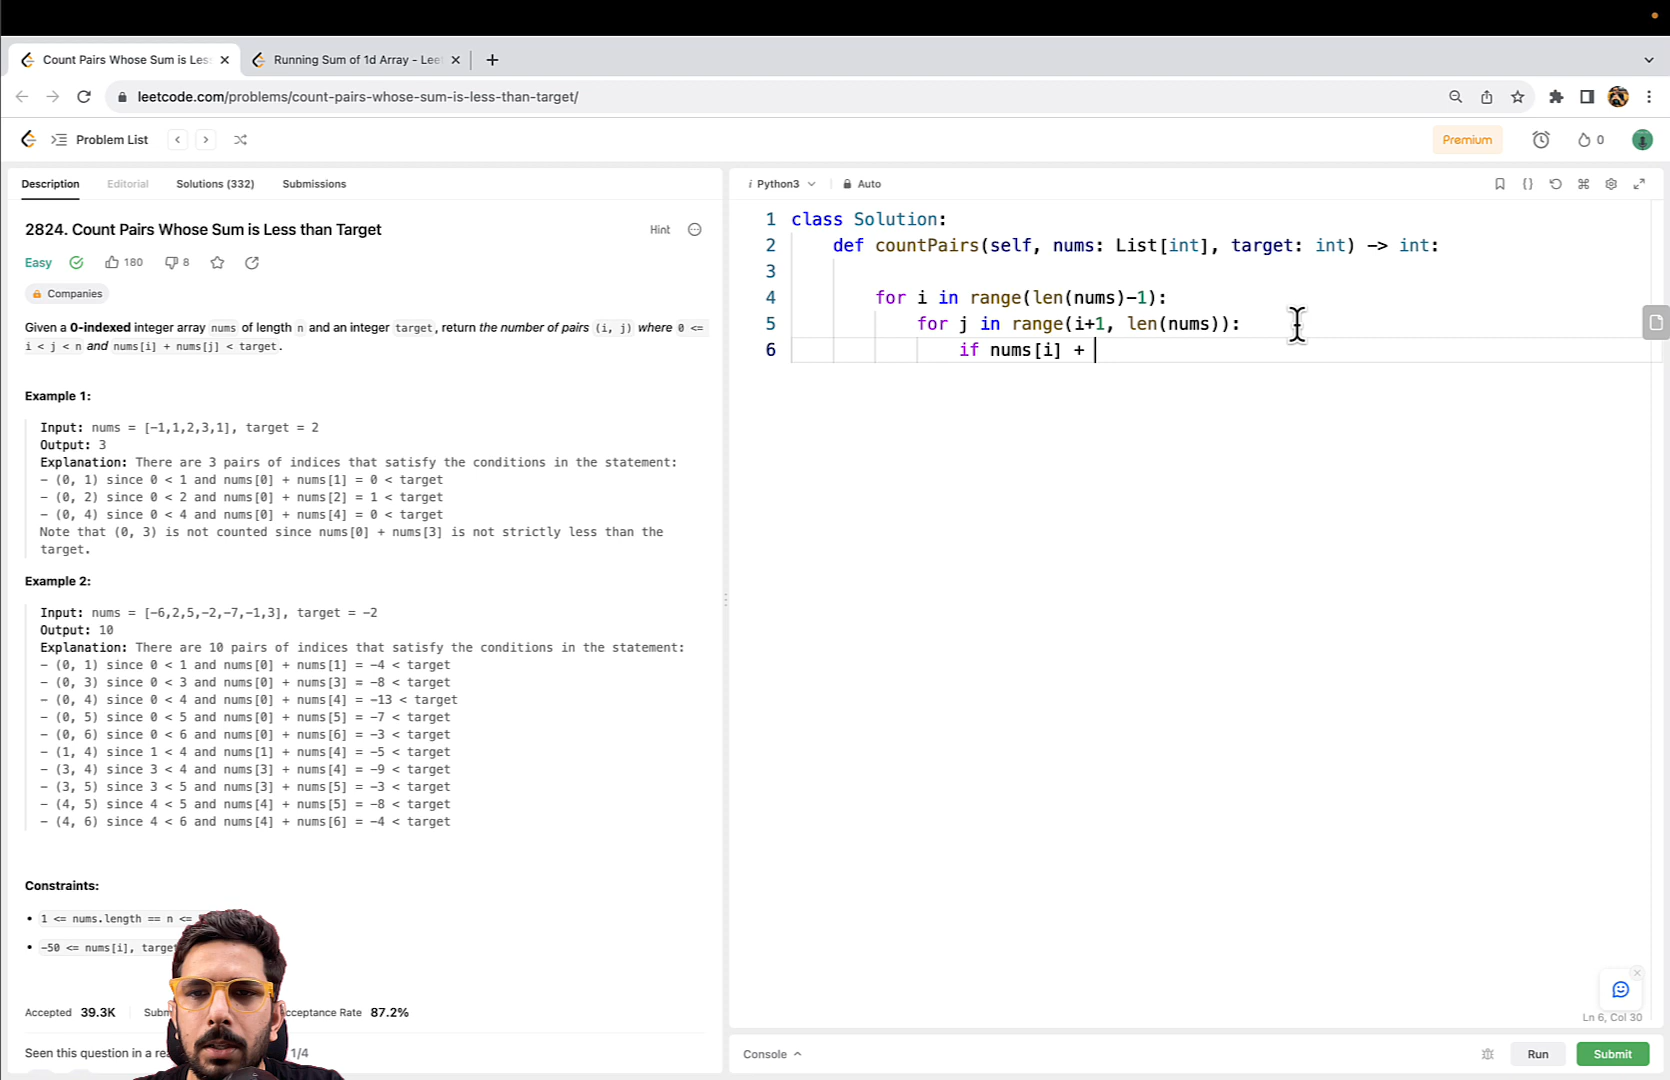 Count Pairs Whose Sum is Les
Running Sum of 1d Array - Leet
leetcode.com/problems/count-pairs-whose-sum-is-less-than-target/
Problem List
Premium
0
Description
Editorial
Solutions (332)
Submissions
2824. Count Pairs Whose Sum is Less than Target
Hint
Easy
180
8
Companies
Given a 0-indexed integer array nums of length n and an integer target, return the number of pairs (i, j) where 0 <=
i < j < n and nums[i] + nums[j] < target.
Example 1:
Input: nums = [-1,1,2,3,1], target = 2
Output: 3
Explanation: There are 3 pairs of indices that satisfy the conditions in the statement:
- (0, 1) since 0 < 1 and nums[0] + nums[1] = 0 < target
- (0, 2) since 0 < 2 and nums[0] + nums[2] = 1 < target
- (0, 4) since 0 < 4 and nums[0] + nums[4] = 0 < target
Note that (0, 3) is not counted since nums[0] + nums[3] is not strictly less than the
target.
Example 2:
Input: nums = [-6,2,5,-2,-7,-1,3], target = -2
Output: 10
Explanation: There are 10 pairs of indices that satisfy the conditions in the statement:
- (0, 1) since 0 < 1 and nums[0] + nums[1] = -4 < target
- (0, 3) since 0 < 3 and nums[0] + nums[3] = -8 < target
- (0, 4) since 0 < 4 and nums[0] + nums[4] = -13 < target
- (0, 5) since 0 < 5 and nums[0] + nums[5] = -7 < target
- (0, 6) since 0 < 6 and nums[0] + nums[6] = -3 < target
- (1, 4) since 1 < 4 and nums[1] + nums[4] = -5 < target
- (3, 4) since 3 < 4 and nums[3] + nums[4] = -9 < target
- (3, 5) since 3 < 5 and nums[3] + nums[5] = -3 < target
- (4, 5) since 4 < 5 and nums[4] + nums[5] = -8 < target
- (4, 6) since 4 < 6 and nums[4] + nums[6] = -4 < target
Constraints:
• 1 <= nums.length == n <=
• -50 <= nums[i], target
Accepted 39.3K Subm cceptance Rate 87.2%
Seen this question in a rea 1/4
i Python3
Auto
1 class Solution:
2 def countPairs(self, nums: List[int], target: int) -> int:
3
4 for i in range(len(nums)-1):
5 for j in range(i+1, len(nums)):
6 if nums[i] +
Ln 6, Col 30
Console
Run
Submit